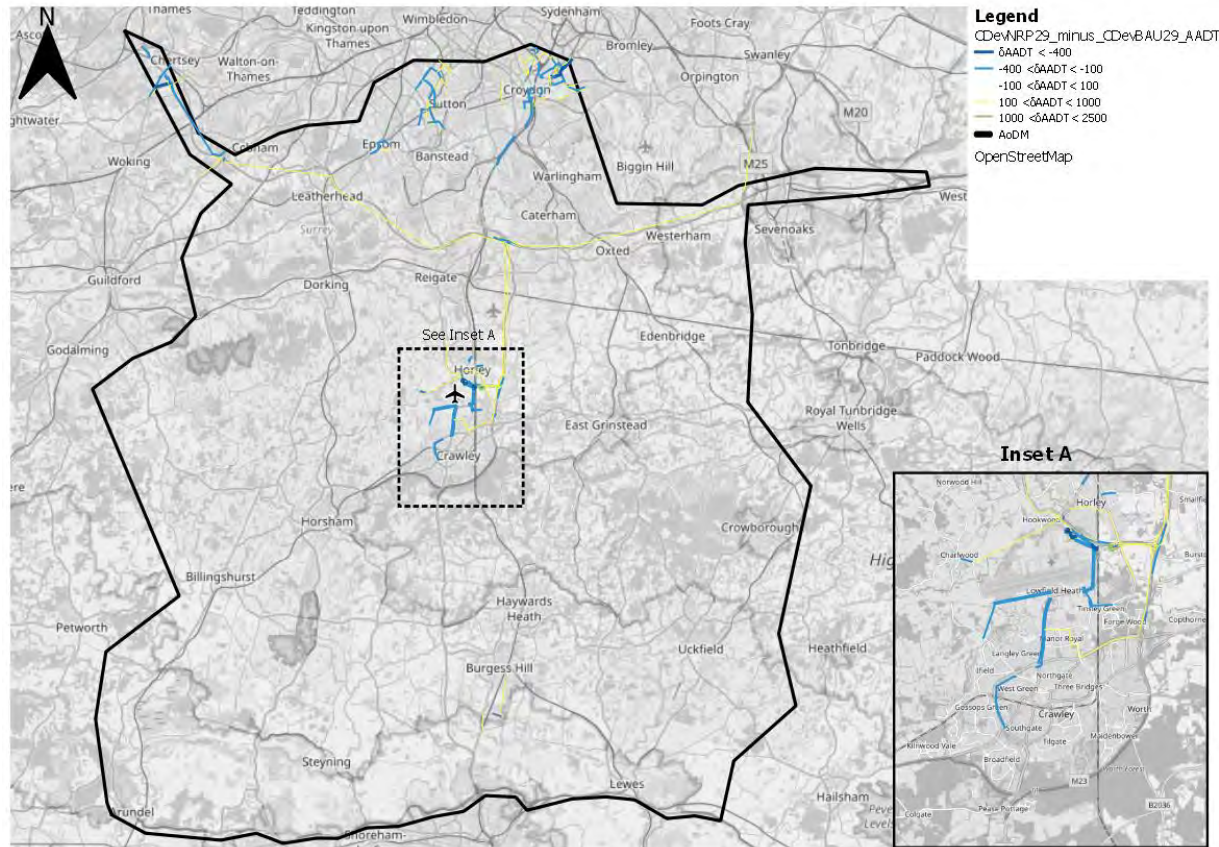 N
Thames
Teddington
Wimbledon
Sydenham
Foots Cray
Kingston upon
Thames
Bromley
Swanley
Chertsey
Walton-on-
Thames
Orpington
Croydon
Sutton
M20
Epsom
Banstead
Biggin Hill
M25
Cobham
Woking
Warlingham
Leatherhead
Caterham
West
Surrey
Oxted
Westerham
Sevenoaks
Guildford
Reigate
Dorking
See Inset A
Edenbridge
Godalming
Tonbridge
Paddock Wood
Horley
Royal Tunbridge
Wells
East Grinstead
Crawley
Horsham
Crowborough
Billingshurst
Haywards
Heath
Petworth
Uckfield
Heathfield
Burgess Hill
Steyning
Lewes
Hailsham
Arundel
Shoreham-
Legend
CDevNRP29_minus_CDevBAU29_AADT
δAADT < -400
-400 <δAADT < -100
-100 <δAADT < 100
100 <δAADT < 1000
1000 <δAADT < 2500
AoDM
OpenStreetMap
Inset A
Norwood Hill
Horley
Smallfie
Hookwood
Charlwood
Burst
Lowfield Heath
Tinsley Green
Forge Wood
Copthorne
Manor Royal
Langley Green
Ifield
Northgate
West Green
Three Bridges
Gossops Green
Crawley
Worth
Southgate
Maidenbower
Kilnwood Vale
Tilgate
Broadfield
M23
Pease Pottage
B2036
Colgate